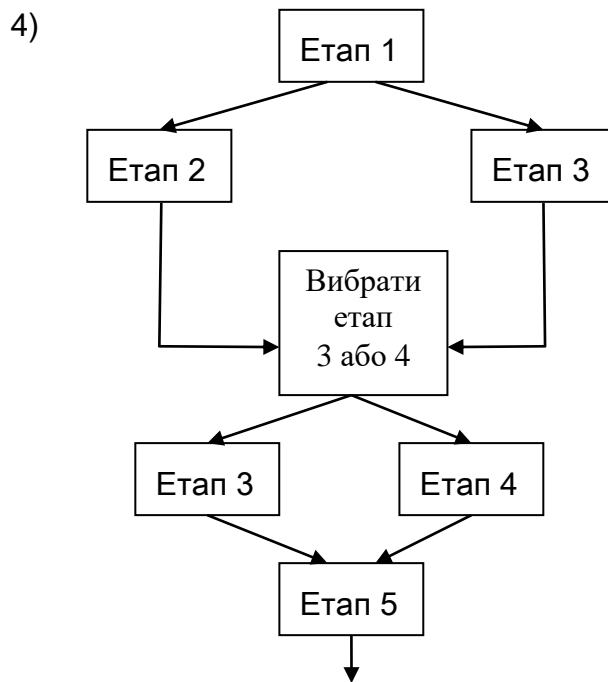 4)
Етап 1
Етап 2
Етап 3
Вибрати
етап
3 або 4
Етап 3
Етап 4
Етап 5